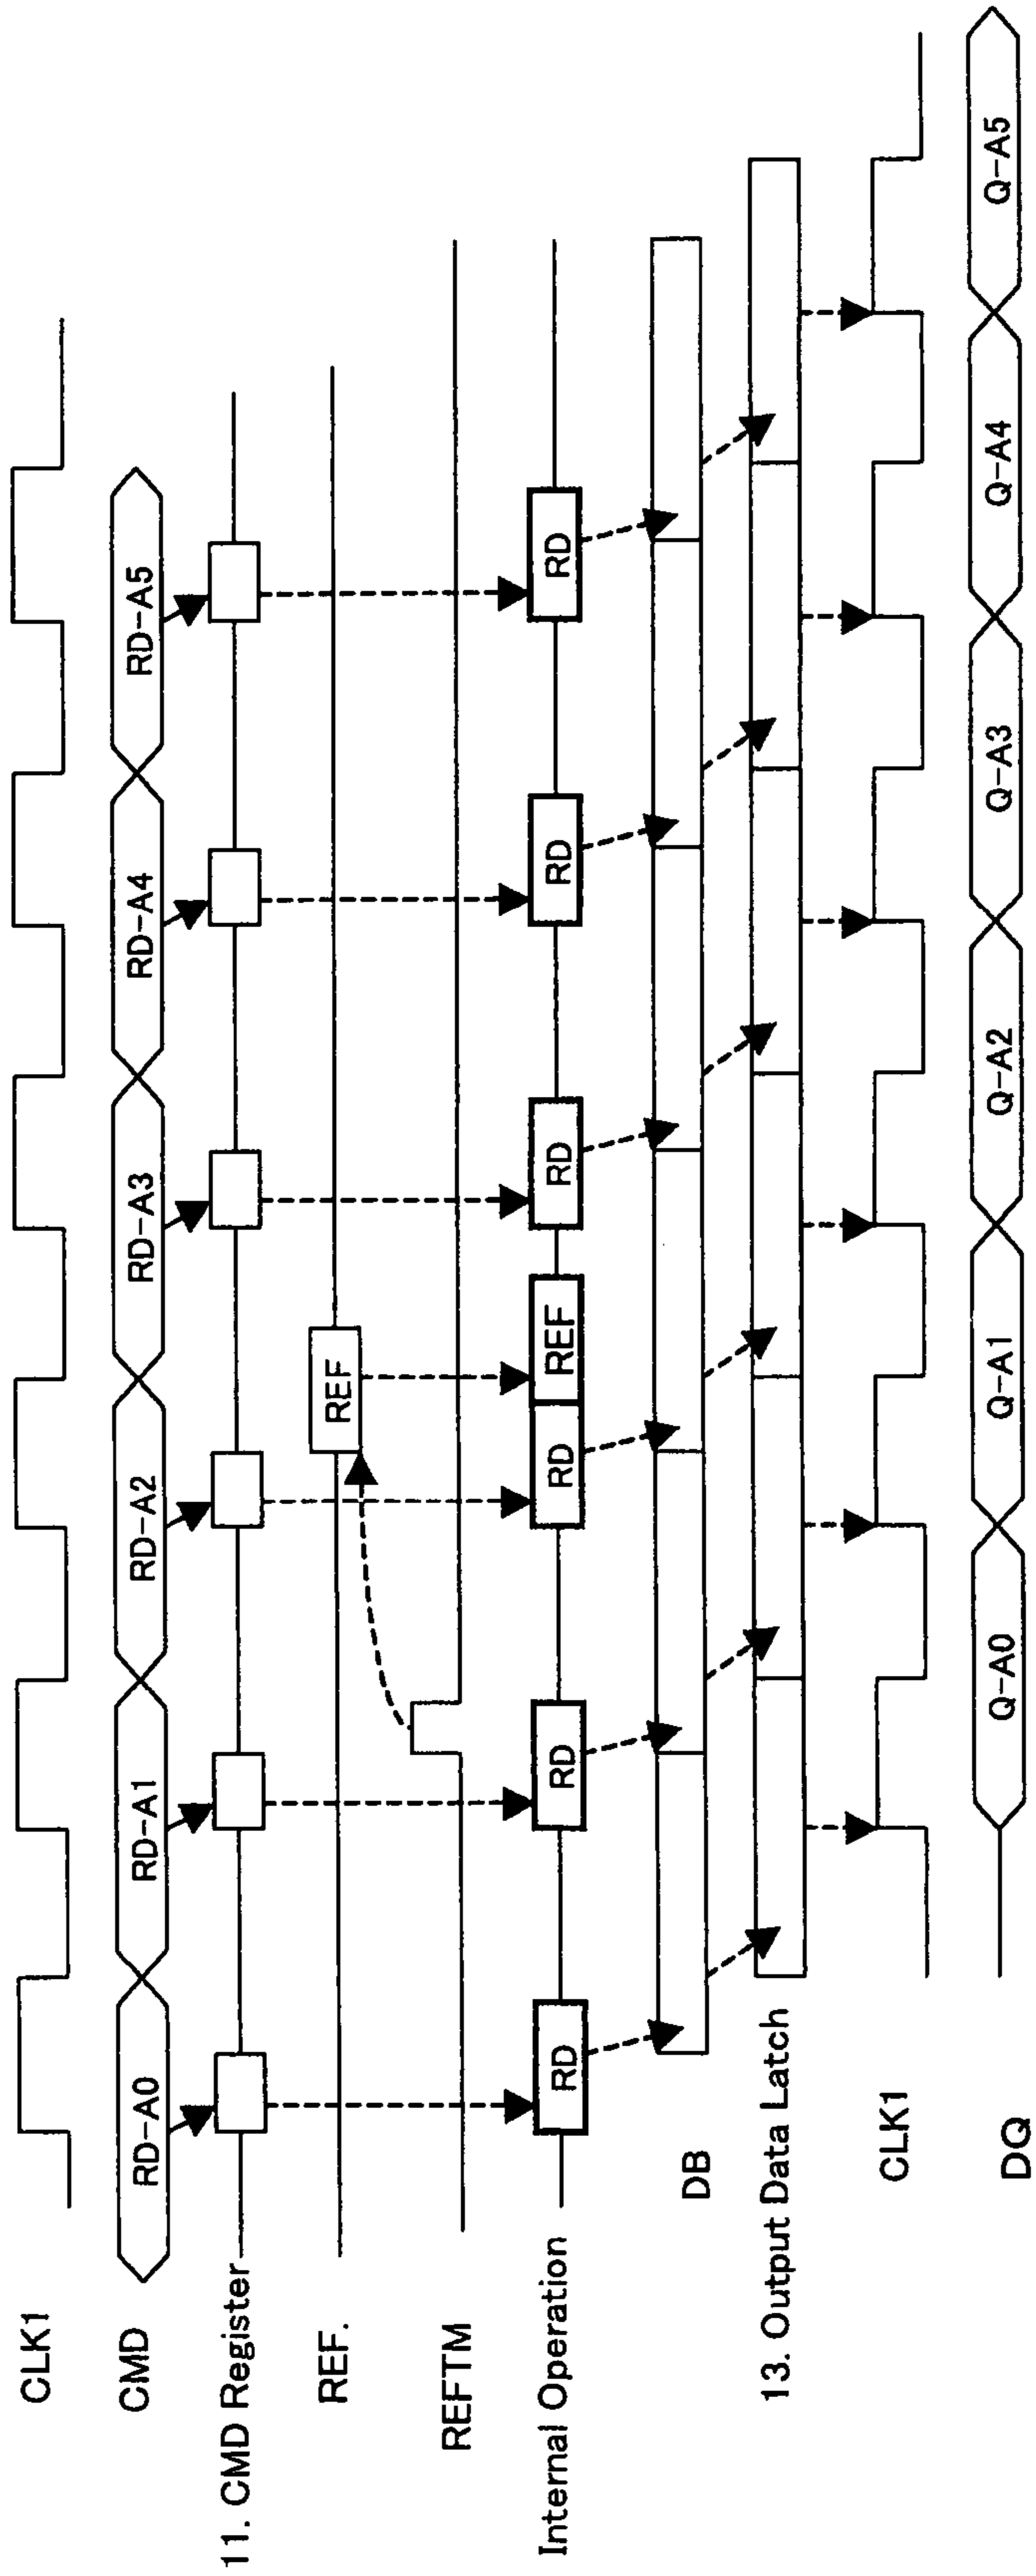 CLK1
CMD
RD-A0
RD-A1
RD-A2
RD-A3
RD-A4
RD-A5
11. CMD Register
REF.
REF
REFTM
Internal Operation
RD
RD
RD
REF
RD
RD
RD
DB
13. Output Data Latch
CLK1
DQ
Q-A0
Q-A1
Q-A2
Q-A3
Q-A4
Q-A5